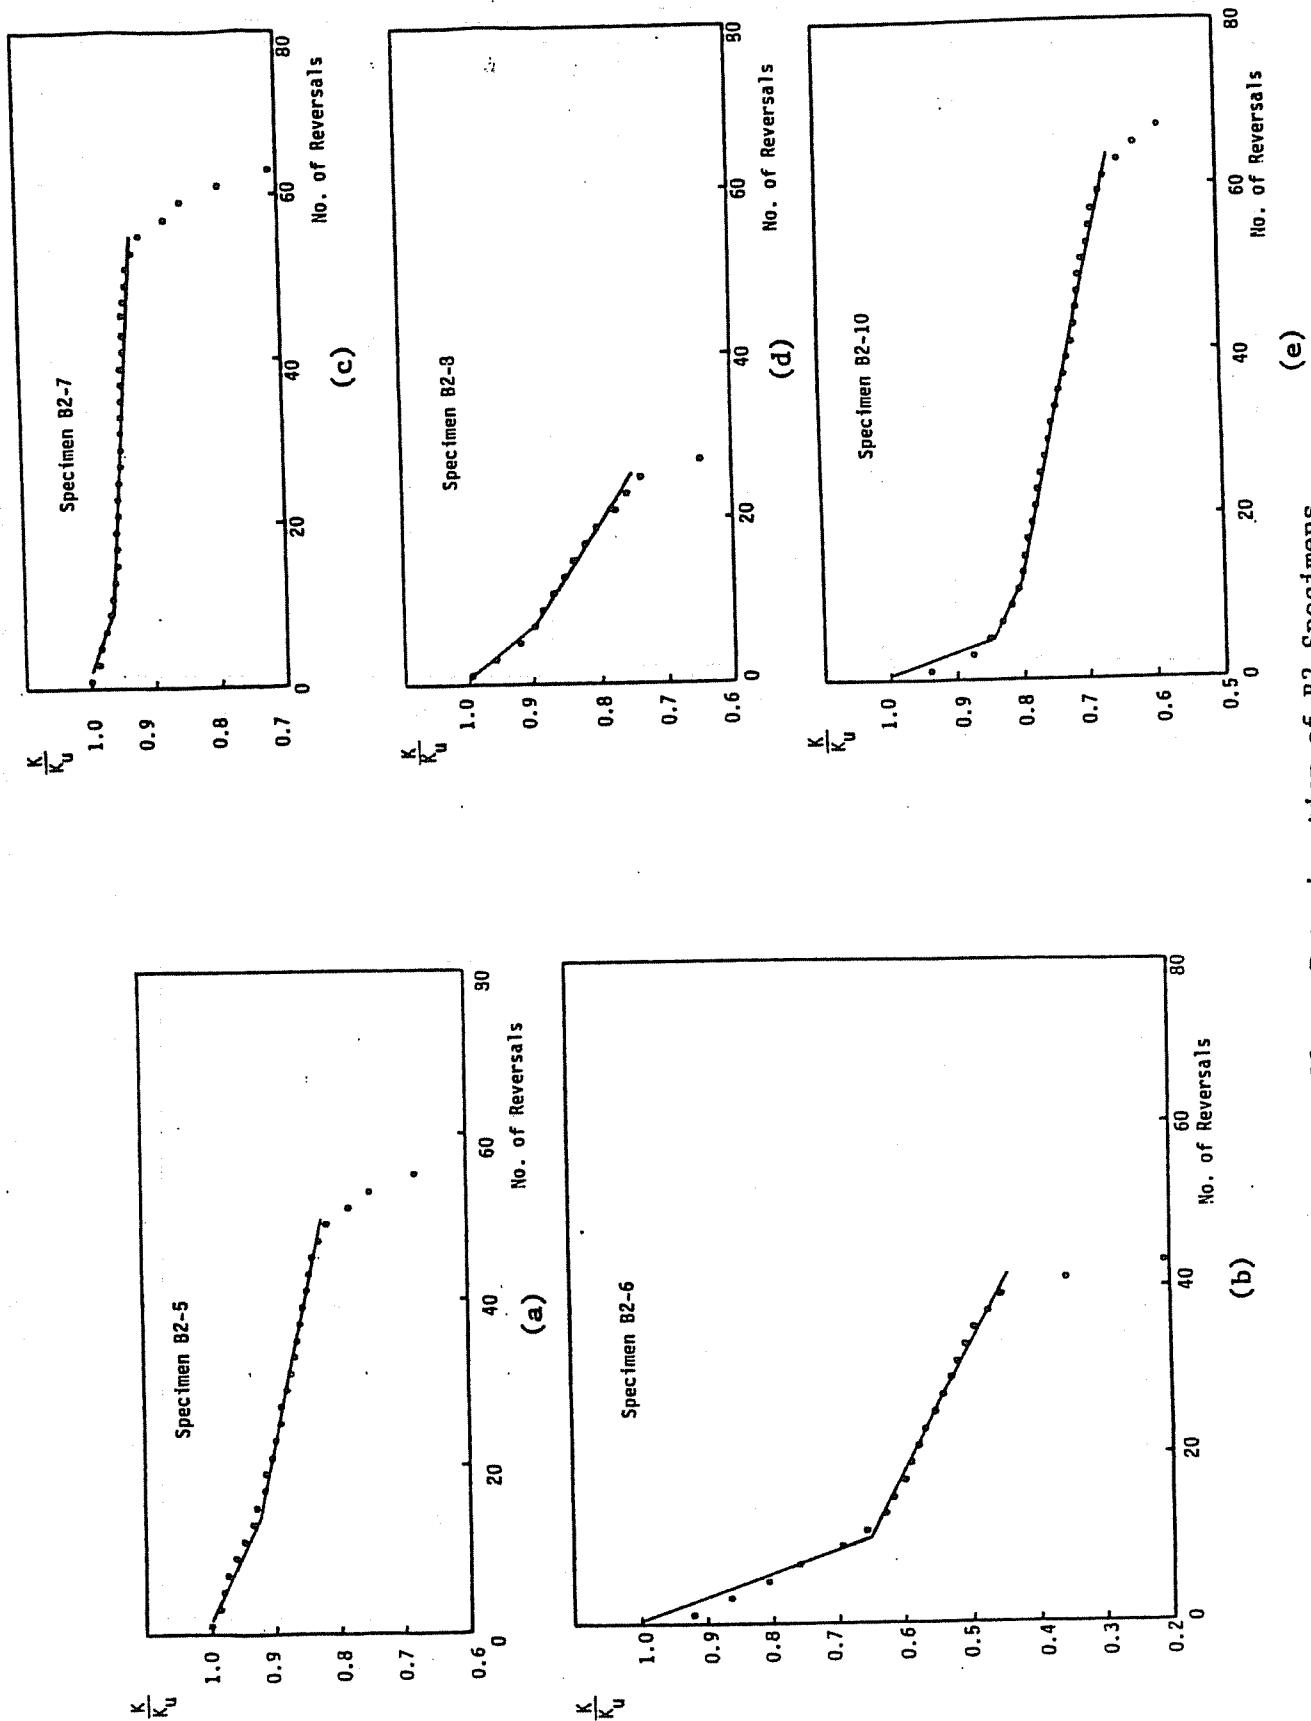 K
Ku
1.0
0.9
0.8
0.7
0.6
Specimen B2-5
0
20
40
60
80
No. of Reversals
(a)
K
Ku
1.0
0.9
0.8
0.7
0.6
0.5
0.4
0.3
0.2
Specimen B2-6
0
20
40
60
80
No. of Reversals
(b)
K
Ku
1.0
0.9
0.8
0.7
Specimen B2-7
0
20
40
60
80
No. of Reversals
(c)
K
Ku
1.0
0.9
0.8
0.7
0.6
Specimen B2-8
0
20
40
60
80
No. of Reversals
(d)
K
Ku
1.0
0.9
0.8
0.7
0.6
0.5
Specimen B2-10
0
20
40
60
80
No. of Reversals
(e)
of B2 Specimens